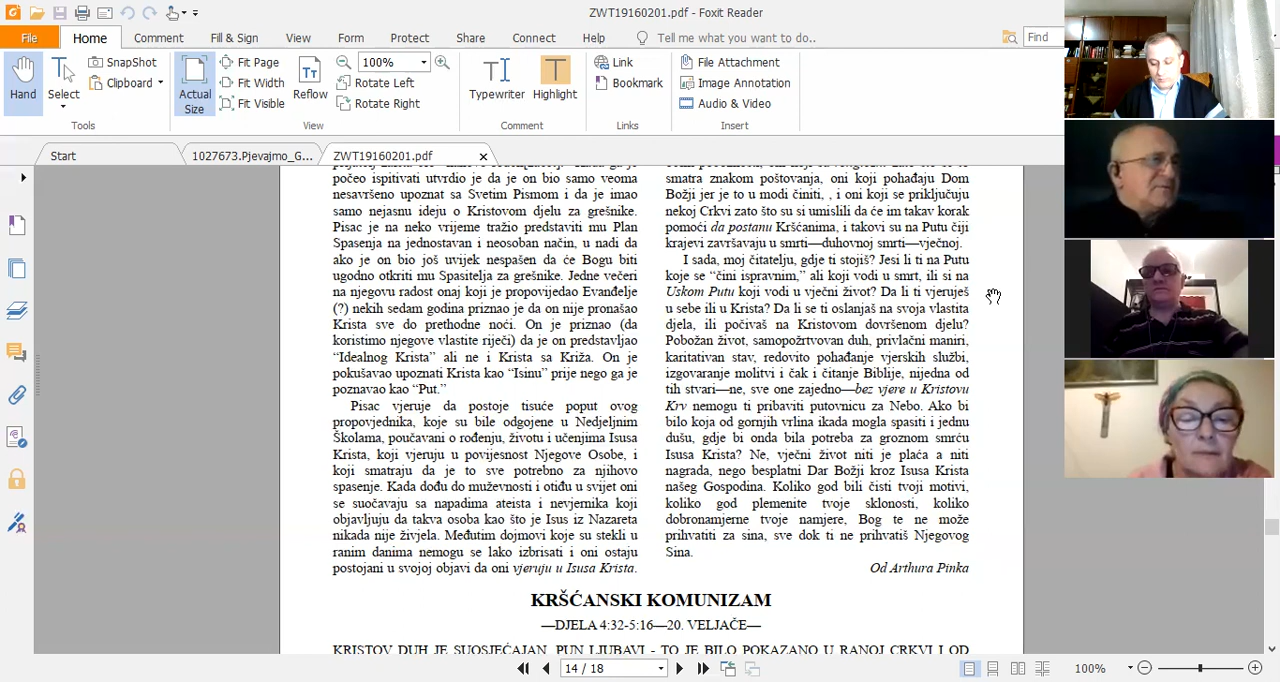 ZWT19160201.pdf - Foxit Reader
File Home Comment Fill & Sign View Form Protect Share Connect Help Tell me what you want to do.. Find
Hand
Select
SnapShot
Clipboard
Actual Size
Fit Page
Fit Width
Fit Visible
Reflow
100%
Rotate Left
Rotate Right
Typewriter
Highlight
Link
Bookmark
File Attachment
Image Annotation
Audio & Video
Tools View Comment Links Insert
Start 1027673.Pjevajmo_G... ZWT19160201.pdf
počeo ispitivati utvrdio je da je on bio samo veoma
nesavršeno upoznat sa Svetim Pismom i da je imao
samo nejasnu ideju o Kristovom djelu za grešnike.
Pisac je na neko vrijeme tražio predstaviti mu Plan
Spasenja na jednostavan i neosoban način, u nadi da
ako je on bio još uvijek nespašen da će Bogu biti
ugodno otkriti mu Spasitelja za grešnike. Jedne večeri
na njegovu radost onaj koji je propovijedao Evanđelje
(?) nekih sedam godina priznao je da on nije pronašao
Krista sve do prethodne noći. On je priznao (da
koristimo njegove vlastite riječi) da je on predstavljao
“Idealnog Krista” ali ne i Krista sa Križa. On je
pokušavao upoznati Krista kao “Isinu” prije nego ga je
poznavao kao “Put.”
Pisac vjeruje da postoje tisuće poput ovog
propovjednika, koje su bile odgojene u Nedjeljnim
Školama, poučavani o rođenju, životu i učenjima Isusa
Krista, koji vjeruju u povijesnost Njegove Osobe, i
koji smatraju da je to sve potrebno za njihovo
spasenje. Kada dođu do muževnosti i otiđu u svijet oni
se suočavaju sa napadima ateista i nevjernika koji
objavljuju da takva osoba kao što je Isus iz Nazareta
nikada nije živjela. Međutim dojmovi koje su stekli u
ranim danima nemogu se lako izbrisati i oni ostaju
postojani u svojoj objavi da oni vjeruju u Isusa Krista.
smatra znakom poštovanja, oni koji pohađaju Dom
Božji jer je to u modi činiti, , i oni koji se priključuju
nekoj Crkvi zato što su si umislili da će im takav korak
pomoći da postanu Kršćanima, i takovi su na Putu čiji
krajevi završavaju u smrti—duhovnoj smrti—vječnoj.
I sada, moj čitatelju, gdje ti stojiš? Jesi li ti na Putu
koje se “čini ispravnim,” ali koji vodi u smrt, ili si na
Uskom Putu koji vodi u vječni život? Da li ti vjeruješ
u sebe ili u Krista? Da li se ti oslanjaš na svoja vlastita
djela, ili počivaš na Kristovom dovršenom djelu?
Pobožan život, samopožrtvovan duh, privlačni maniri,
karitativan stav, redovito pohađanje vjerskih službi,
izgovaranje molitvi i čak i čitanje Biblije, nijedna od
tih stvari—ne, sve one zajedno—bez vjere u Kristovu
Krv nemogu ti pribaviti putovnicu za Nebo. Ako bi
bilo koja od gornjih vrlina ikada mogla spasiti i jednu
dušu, gdje bi onda bila potreba za groznom smrću
Isusa Krista? Ne, vječni život niti je plaća a niti
nagrada, nego besplatni Dar Božji kroz Isusa Krista
našeg Gospodina. Koliko god bili čisti tvoji motivi,
koliko god plemenite tvoje sklonosti, koliko
dobronamjerne tvoje namjere, Bog te ne može
prihvatiti za sina, sve dok ti ne prihvatiš Njegovog
Sina.
Od Arthura Pinka
KRŠĆANSKI KOMUNIZAM
—DJELA 4:32-5:16—20. VELJAČE—
KRISTOV DUH JE SUOSJEĆAJAN, PUN LJUBAVI - TO JE BILO POKAZANO U RANOJ CRKVI I OD
14 / 18
100%